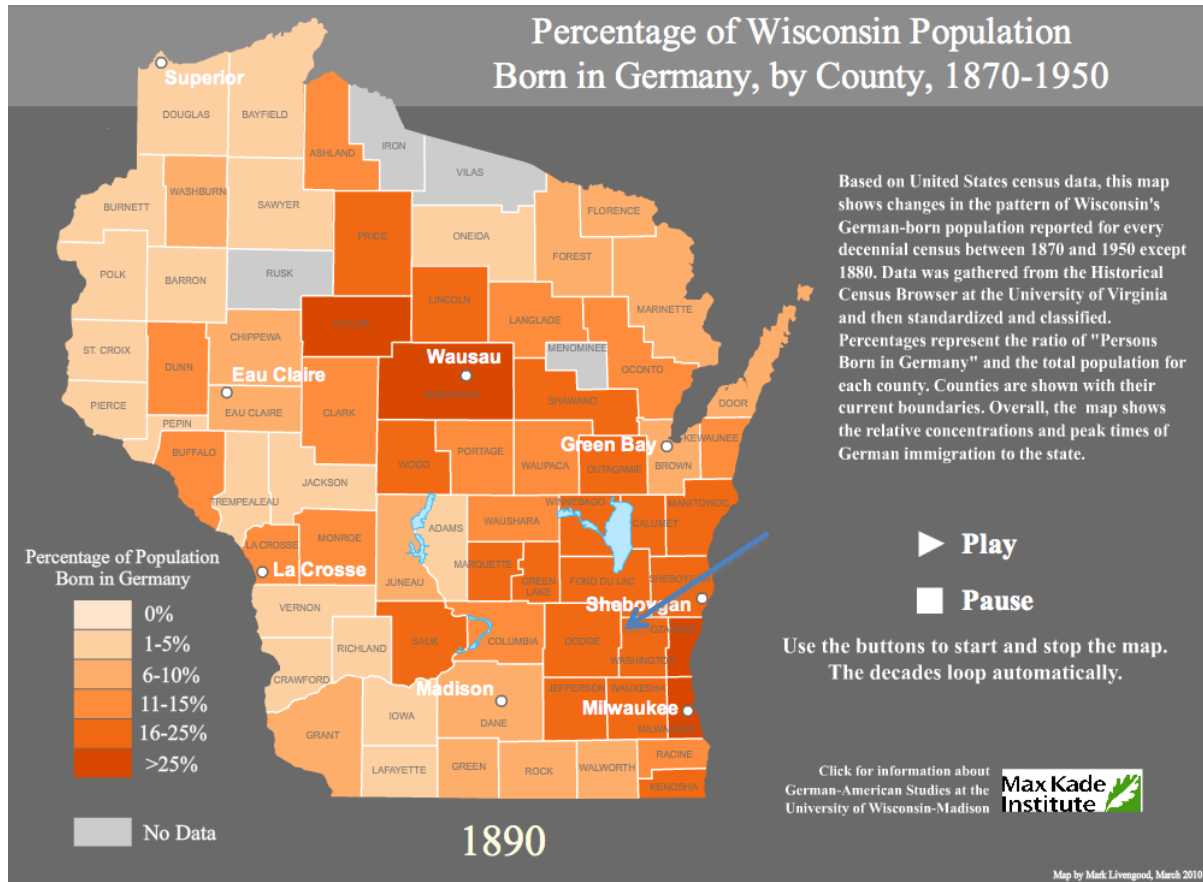 Percentage of Wisconsin Population
Born in Germany, by County, 1870-1950
Superior
DOUGLAS
BAYFIELD
ASHLAND
IRON
VILAS
BURNETT
WASHBURN
SAWYER
PRICE
ONEIDA
FLORENCE
FOREST
POLK
BARRON
RUSK
LINCOLN
MARINETTE
LANGLADE
TAYLOR
CHIPPEWA
ST. CROIX
DUNN
MENOMINEE
OCONTO
Wausau
MARATHON
Eau Claire
EAU CLAIRE
CLARK
SHAWANO
DOOR
PIERCE
PEPIN
Green Bay
KEWAUNEE
BUFFALO
WOOD
PORTAGE
WAUPACA
OUTAGAMIE
BROWN
TREMPEALEAU
JACKSON
WINNEBAGO
MANITOWOC
ADAMS
WAUSHARA
CALUMET
LA CROSSE
MONROE
La Crosse
JUNEAU
MARQUETTE
GREEN
LAKE
FOND DU LAC
SHEBOYGAN
Sheboygan
VERNON
RICHLAND
SAUK
COLUMBIA
DODGE
OZAUKEE
WASHINGTON
CRAWFORD
Madison
DANE
JEFFERSON
WAUKESHA
Milwaukee
MILWAUKEE
IOWA
GRANT
LAFAYETTE
GREEN
ROCK
WALWORTH
RACINE
KENOSHA
Percentage of Population
Born in Germany
0%
1-5%
6-10%
11-15%
16-25%
>25%
No Data
1890
Based on United States census data, this map
shows changes in the pattern of Wisconsin's
German-born population reported for every
decennial census between 1870 and 1950 except
1880. Data was gathered from the Historical
Census Browser at the University of Virginia
and then standardized and classified.
Percentages represent the ratio of "Persons
Born in Germany" and the total population for
each county. Counties are shown with their
current boundaries. Overall, the map shows
the relative concentrations and peak times of
German immigration to the state.
Play
Pause
Use the buttons to start and stop the map.
The decades loop automatically.
Click for information about
German-American Studies at the
University of Wisconsin-Madison
Max Kade
Institute
Map by Mark Livengood, March 2010